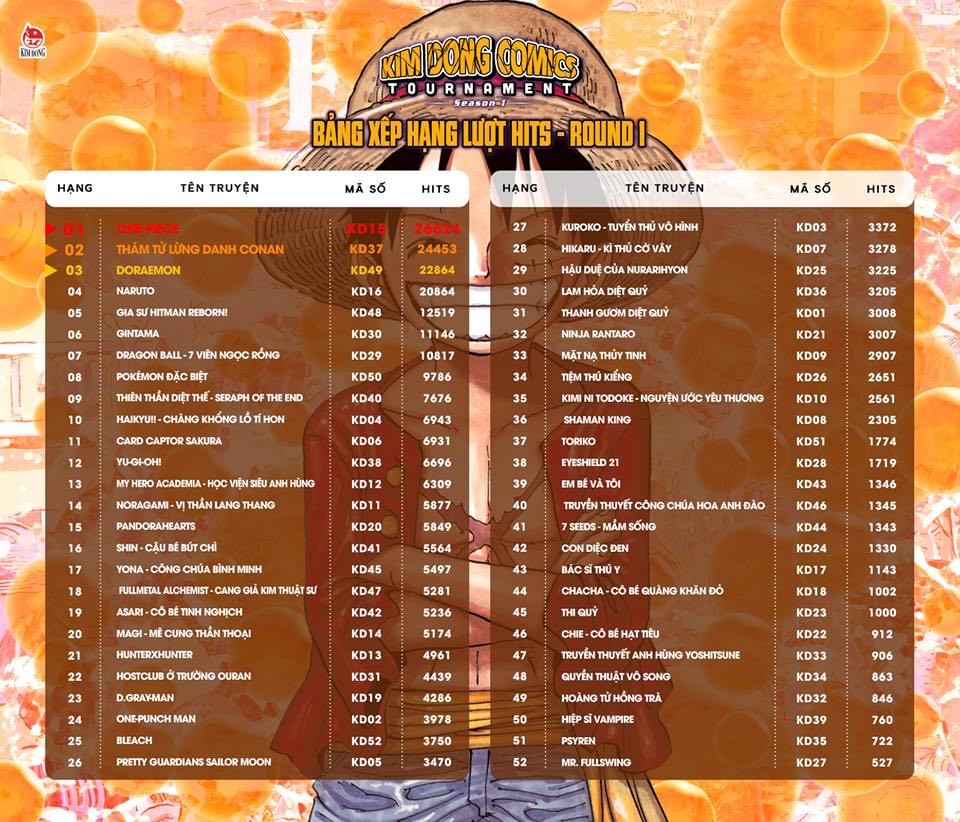 KIM ĐỒNG
KIM DONG COMICS
TOURNAMENT
Season 1
BẢNG XẾP HẠNG LƯỢT HITS - ROUND 1
HẠNG TÊN TRUYỆN MÃ SỐ HITS
01 ONE PIECE KD15 26624
02 THÁM TỬ LỪNG DANH CONAN KD37 24453
03 DORAEMON KD49 22864
04 NARUTO KD16 20864
05 GIA SƯ HITMAN REBORN! KD48 12519
06 GINTAMA KD30 11146
07 DRAGON BALL - 7 VIÊN NGỌC RỒNG KD29 10817
08 POKÉMON ĐẶC BIỆT KD50 9786
09 THIÊN THẦN DIỆT THẾ - SERAPH OF THE END KD40 7676
10 HAIKYU!! - CHÀNG KHỔNG LỒ TÍ HON KD04 6943
11 CARD CAPTOR SAKURA KD06 6931
12 YU-GI-OH! KD38 6696
13 MY HERO ACADEMIA - HỌC VIỆN SIÊU ANH HÙNG KD12 6309
14 NORAGAMI - VỊ THẦN LANG THANG KD11 5877
15 PANDORAHEARTS KD20 5849
16 SHIN - CẬU BÉ BÚT CHÌ KD41 5564
17 YONA - CÔNG CHÚA BÌNH MINH KD45 5497
18 FULLMETAL ALCHEMIST - CANG GIẢ KIM THUẬT SƯ KD47 5281
19 ASARI - CÔ BÉ TINH NGHỊCH KD42 5236
20 MAGI - MÊ CUNG THẦN THOẠI KD14 5174
21 HUNTERXHUNTER KD13 4961
22 HOSTCLUB Ở TRƯỜNG OURAN KD31 4439
23 D.GRAY-MAN KD19 4286
24 ONE-PUNCH MAN KD02 3978
25 BLEACH KD52 3750
26 PRETTY GUARDIANS SAILOR MOON KD05 3470
HẠNG TÊN TRUYỆN MÃ SỐ HITS
27 KUROKO - TUYỂN THỦ VÔ HÌNH KD03 3372
28 HIKARU - KÌ THỦ CỜ VÂY KD07 3278
29 HẬU DUỆ CỦA NURARIHYON KD25 3225
30 LAM HỎA DIỆT QUỶ KD36 3205
31 THANH GƯƠM DIỆT QUỶ KD01 3008
32 NINJA RANTARO KD21 3007
33 MẶT NẠ THỦY TINH KD09 2907
34 TIỆM THÚ KIỂNG KD26 2651
35 KIMI NI TODOKE - NGUYỆN ƯỚC YÊU THƯƠNG KD10 2561
36 SHAMAN KING KD08 2305
37 TORIKO KD51 1774
38 EYESHIELD 21 KD28 1719
39 EM BÉ VÀ TÔI KD43 1346
40 TRUYỀN THUYẾT CÔNG CHÚA HOA ANH ĐÀO KD46 1345
41 7 SEEDS - MẦM SỐNG KD44 1343
42 CON DIỆC ĐEN KD24 1330
43 BÁC SĨ THÚ Y KD17 1143
44 CHACHA - CÔ BÉ QUÀNG KHĂN ĐỎ KD18 1002
45 THI QUỶ KD23 1000
46 CHIE - CÔ BÉ HẠT TIÊU KD22 912
47 TRUYỀN THUYẾT ANH HÙNG YOSHITSUNE KD33 906
48 QUYỀN THUẬT VÔ SONG KD34 863
49 HOÀNG TỬ HỒNG TRÀ KD32 846
50 HIỆP SĨ VAMPIRE KD39 760
51 PSYREN KD35 722
52 MR. FULLSWING KD27 527